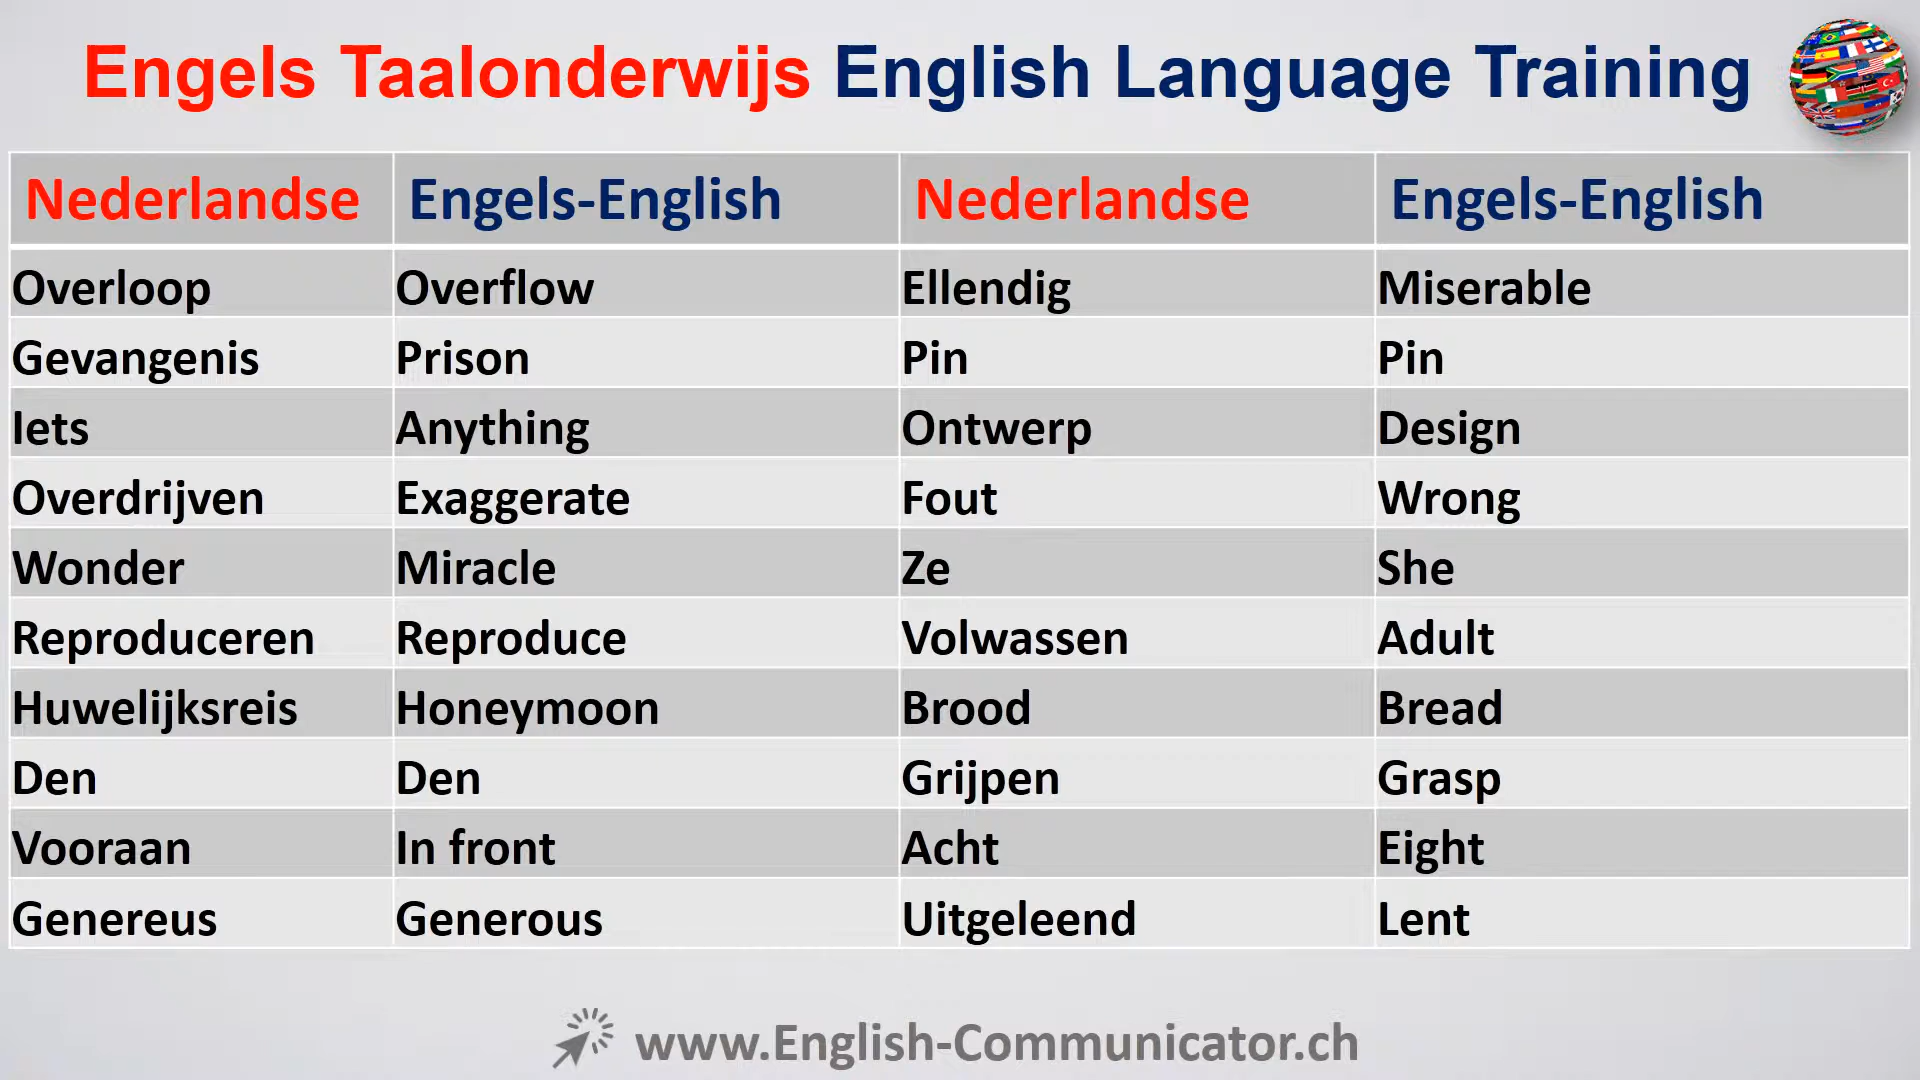 Engels Taalonderwijs English Language Training
Nederlandse Engels-English Nederlandse Engels-English
Overloop Overflow Ellendig Miserable
Gevangenis Prison Pin Pin
Iets Anything Ontwerp Design
Overdrijven Exaggerate Fout Wrong
Wonder Miracle Ze She
Reproduceren Reproduce Volwassen Adult
Huwelijksreis Honeymoon Brood Bread
Den Den Grijpen Grasp
Vooraan In front Acht Eight
Genereus Generous Uitgeleend Lent
www.English-Communicator.ch